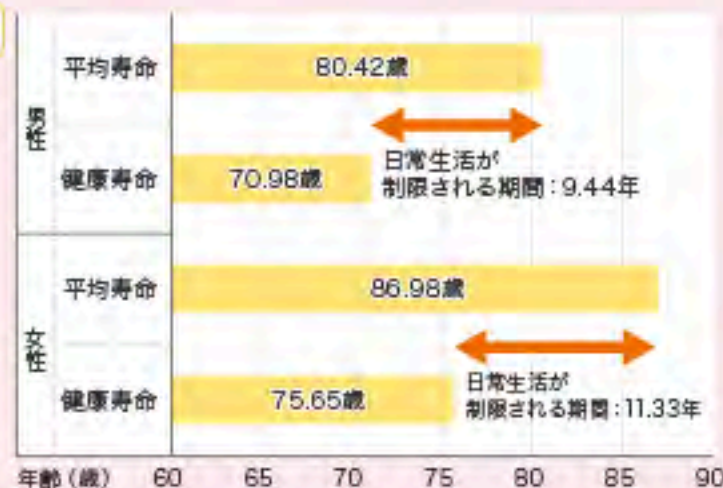 男性
平均寿命
80.42歳
日常生活が
制限される期間：9.44年
健康寿命
70.98歳
女性
平均寿命
86.98歳
日常生活が
制限される期間：11.33年
健康寿命
75.65歳
年齢（歳） 60 65 70 75 80 85 90